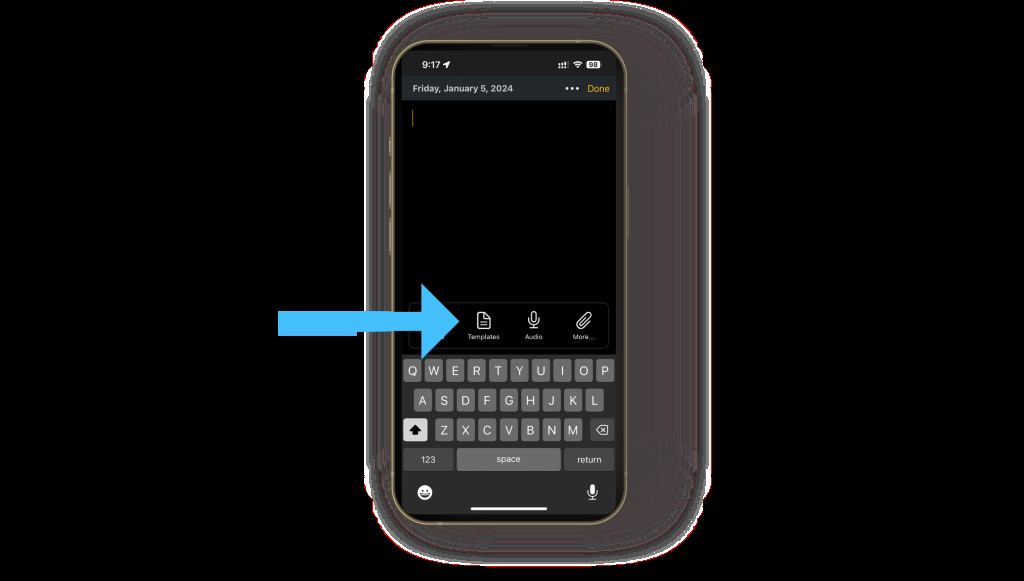 9:17 98
Friday, January 5, 2024 ••• Done
Templates Audio More...
Q W E R T Y U I O P
A S D F G H J K L
Z X C V B N M
123 space return